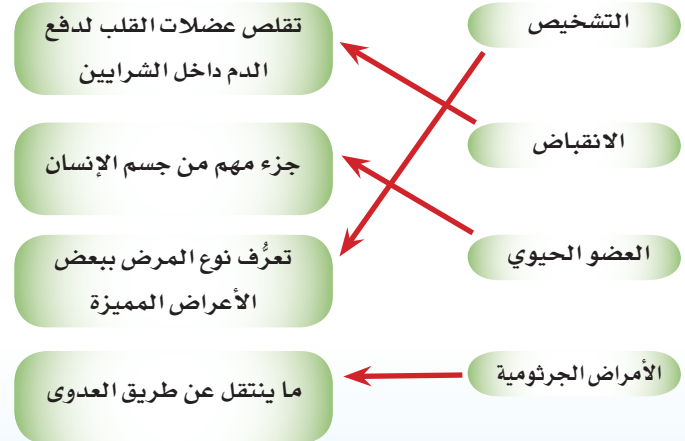 التشخيص
تقلص عضلات القلب لدفع
الدم داخل الشرايين
الانقباض
جزء مهم من جسم الإنسان
العضو الحيوي
تعرُّف نوع المرض ببعض
الأعراض المميزة
الأمراض الجرثومية
ما ينتقل عن طريق العدوى